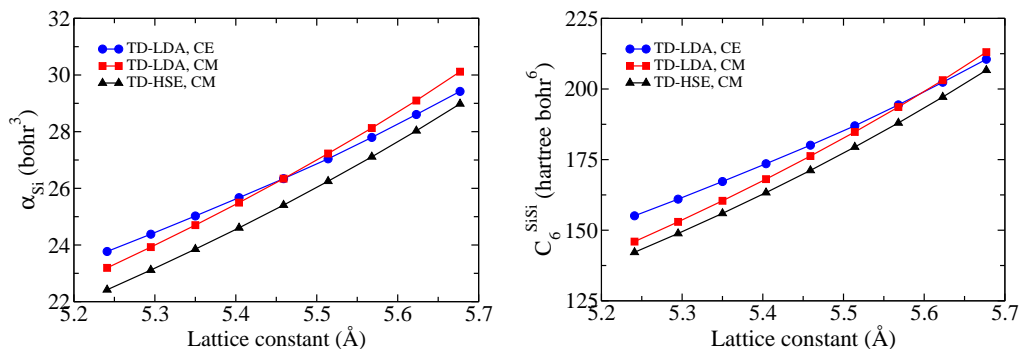 32
30
28
26
24
22
α_Si (bohr^3)
TD-LDA, CE
TD-LDA, CM
TD-HSE, CM
5.2 5.3 5.4 5.5 5.6 5.7
Lattice constant (Å)
225
200
175
150
125
C_6^SiSi (hartree bohr^6)
TD-LDA, CE
TD-LDA, CM
TD-HSE, CM
5.2 5.3 5.4 5.5 5.6 5.7
Lattice constant (Å)